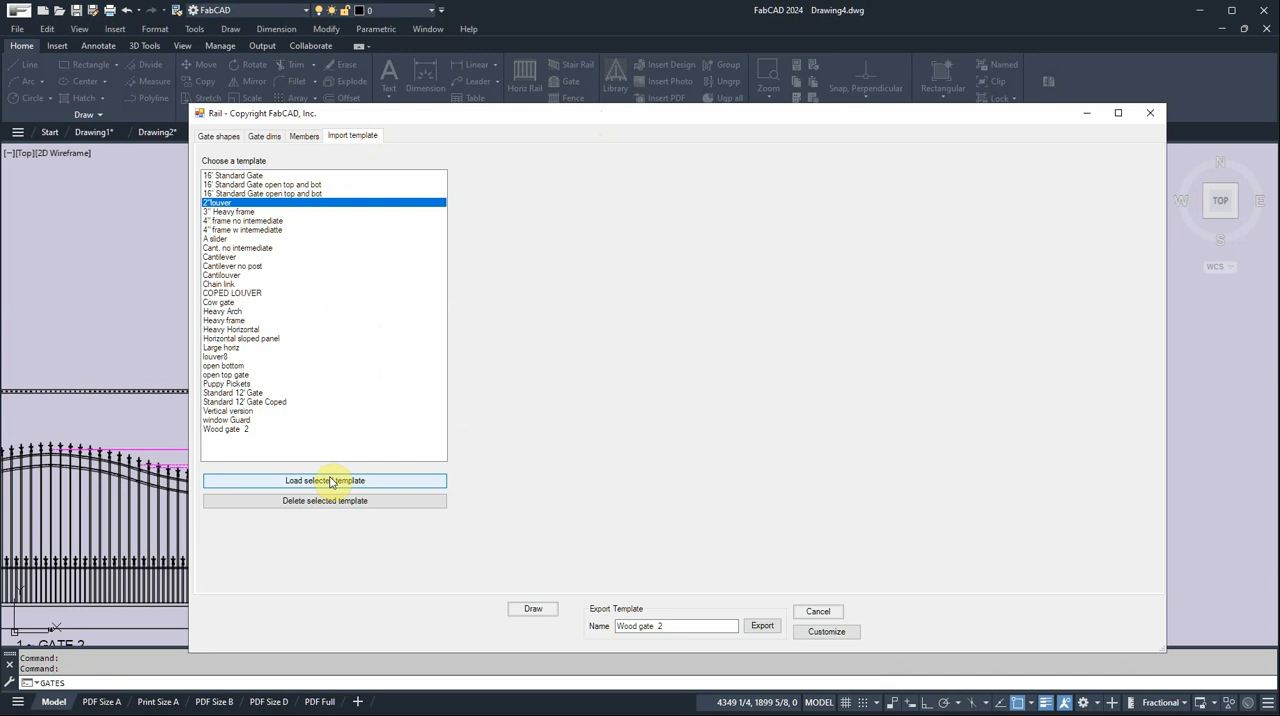 FabCAD
0
FabCAD 2024 Drawing4.dwg
File Edit View Insert Format Tools Draw Dimension Modify Parametric Window Help
Home Insert Annotate 3D Tools View Manage Output Collaborate
Line Rectangle Divide Move Rotate Trim Erase Linear Stair Rail Insert Design Group Named
Arc Center Measure Copy Mirror Fillet Explode Text Dimension Leader Horiz Rail Gate Library Insert Photo Ungrp Zoom Snap, Perpendicular Rectangular Clip
Circle Hatch Polyline Stretch Scale Array Offset Fence Insert PDF Ungrp all Copy Lock
Draw
Rail - Copyright FabCAD, Inc.
Start Drawing1* Drawing2*
Gate shapes Gate dims Members Import template
[−][Top][2D Wireframe]
N
W TOP E
S
WCS
Choose a template
16' Standard Gate
16' Standard Gate open top and bot
16' Standard Gate open top and bot
2"louver
3" Heavy frame
4" frame no intermediate
4" frame w intermediatte
A slider
Cant. no intermediate
Cantilever
Cantilever no post
Cantilouver
Chain link
COPED LOUVER
Cow gate
Heavy Arch
Heavy frame
Heavy Horizontal
Horizontal sloped panel
Large horiz
louver8
open bottom
open top gate
Puppy Pickets
Standard 12' Gate
Standard 12' Gate Coped
Vertical version
window Guard
Wood gate 2
Load selected template
Delete selected template
Draw
Export Template
Name Wood gate 2 Export
Cancel
Customize
Y
X
GATE 2
Command:
Command:
GATES
Model PDF Size A Print Size A PDF Size B PDF Size D PDF Full
4349 1/4, 1899 5/8, 0 MODEL Fractional